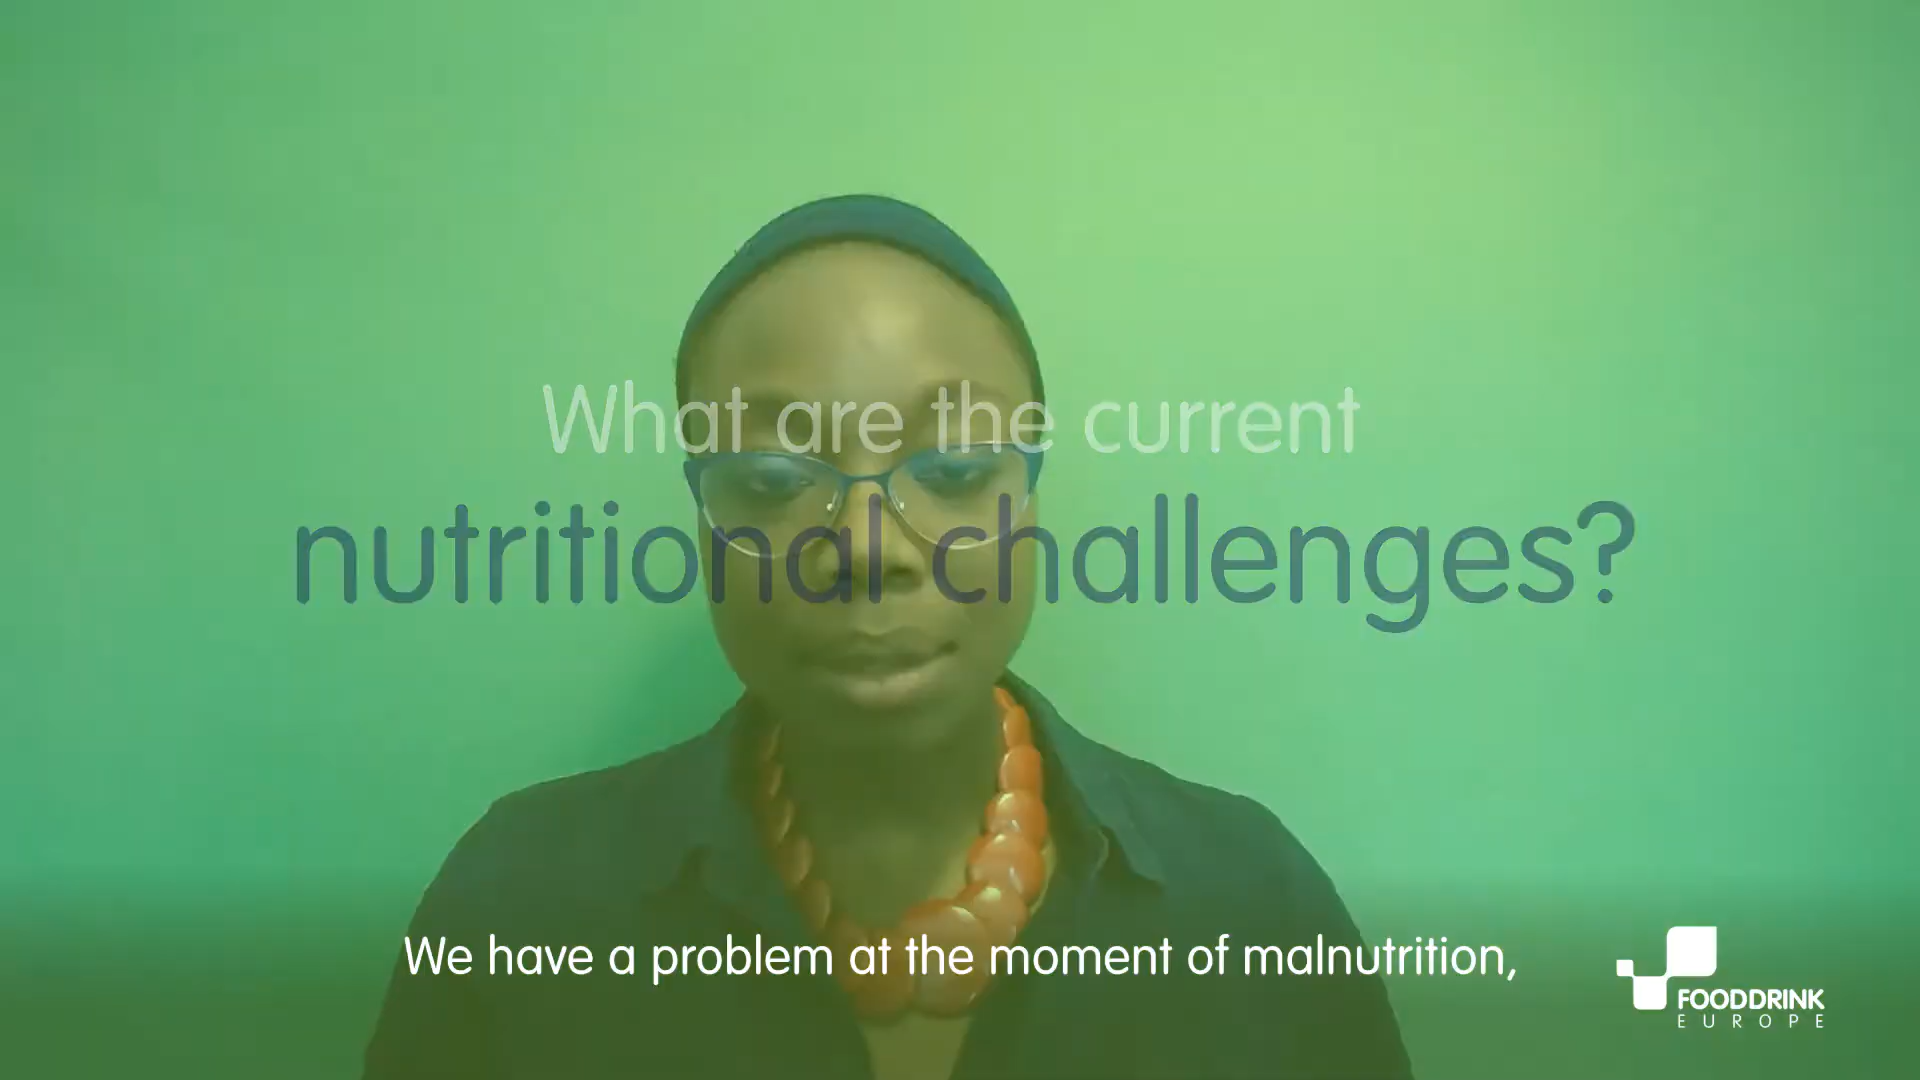 What are the current
nutritional challenges?
We have a problem at the moment of malnutrition,
FOODDRINK
EUROPE